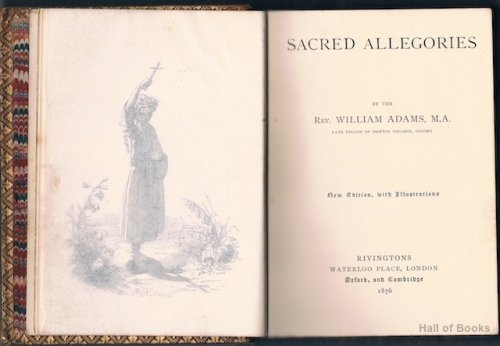 SACRED ALLEGORIES
BY THE
REV. WILLIAM ADAMS, M.A.
LATE FELLOW OF MERTON COLLEGE, OXFORD
New Edition, with Illustrations
RIVINGTONS
WATERLOO PLACE, LONDON
Oxford, and Cambridge
1876
Hall of Books